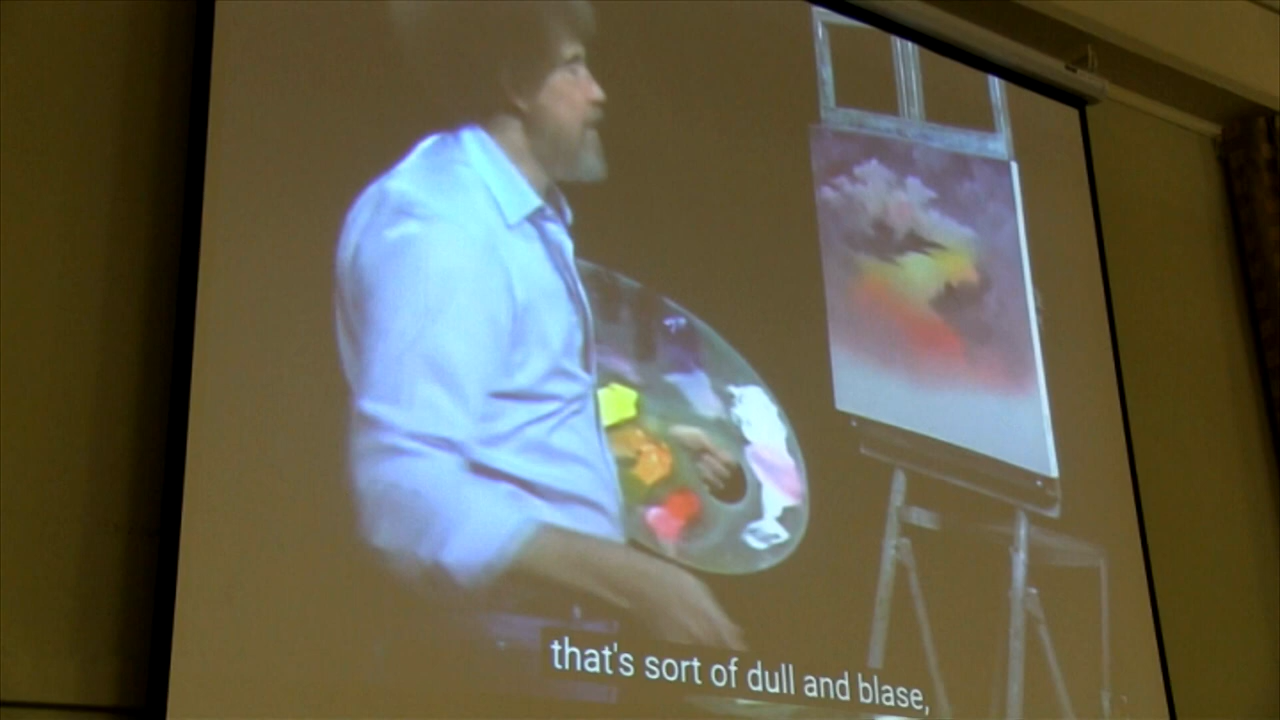 that's sort of dull and blase,